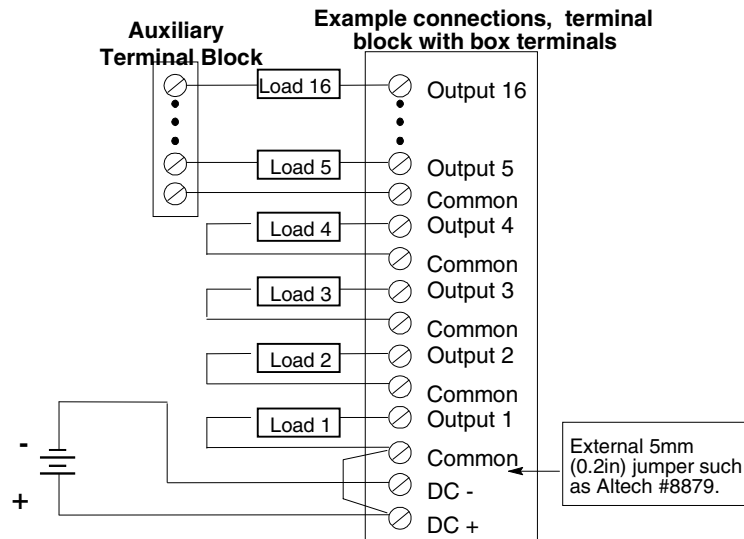 Auxiliary
Terminal Block
Example connections, terminal
block with box terminals
Load 16
Output 16
Load 5
Output 5
Common
Load 4
Output 4
Common
Load 3
Output 3
Common
Load 2
Output 2
Common
Load 1
Output 1
Common
-
DC -
+
DC +
External 5mm
(0.2in) jumper such
as Altech #8879.